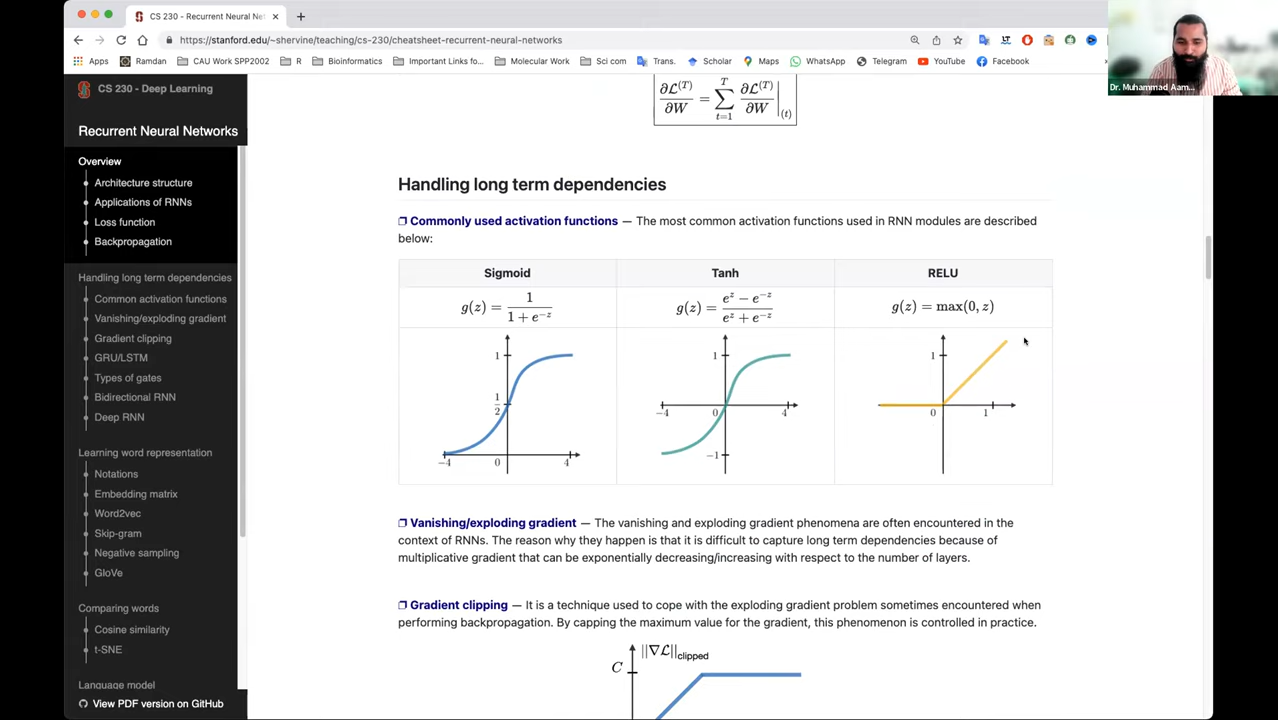 CS 230 - Recurrent Neural Ne
https://stanford.edu/~shervine/teaching/cs-230/cheatsheet-recurrent-neural-networks
Apps Ramdan CAU Work SPP2002 R Bioinformatics Important Links fo... Molecular Work Sci com Trans. Scholar Maps WhatsApp Telegram YouTube Facebook
Dr. Muhammad Aam...
CS 230 - Deep Learning
Recurrent Neural Networks
Overview
Architecture structure
Applications of RNNs
Loss function
Backpropagation
Handling long term dependencies
Common activation functions
Vanishing/exploding gradient
Gradient clipping
GRU/LSTM
Types of gates
Bidirectional RNN
Deep RNN
Learning word representation
Notations
Embedding matrix
Word2vec
Skip-gram
Negative sampling
GloVe
Comparing words
Cosine similarity
t-SNE
Language model
View PDF version on GitHub
∂ℒ^(T)/∂W = ∑_{t=1}^{T} ∂ℒ^(T)/∂W |_(t)
Handling long term dependencies
Commonly used activation functions — The most common activation functions used in RNN modules are described
below:
Sigmoid Tanh RELU
g(z) = 1/(1 + e^−z) g(z) = (e^z − e^−z)/(e^z + e^−z) g(z) = max(0, z)
1 1/2 −4 0 4
1 −4 0 4 −1
1 0 1
Vanishing/exploding gradient — The vanishing and exploding gradient phenomena are often encountered in the
context of RNNs. The reason why they happen is that it is difficult to capture long term dependencies because of
multiplicative gradient that can be exponentially decreasing/increasing with respect to the number of layers.
Gradient clipping — It is a technique used to cope with the exploding gradient problem sometimes encountered when
performing backpropagation. By capping the maximum value for the gradient, this phenomenon is controlled in practice.
||∇ℒ||clipped
C